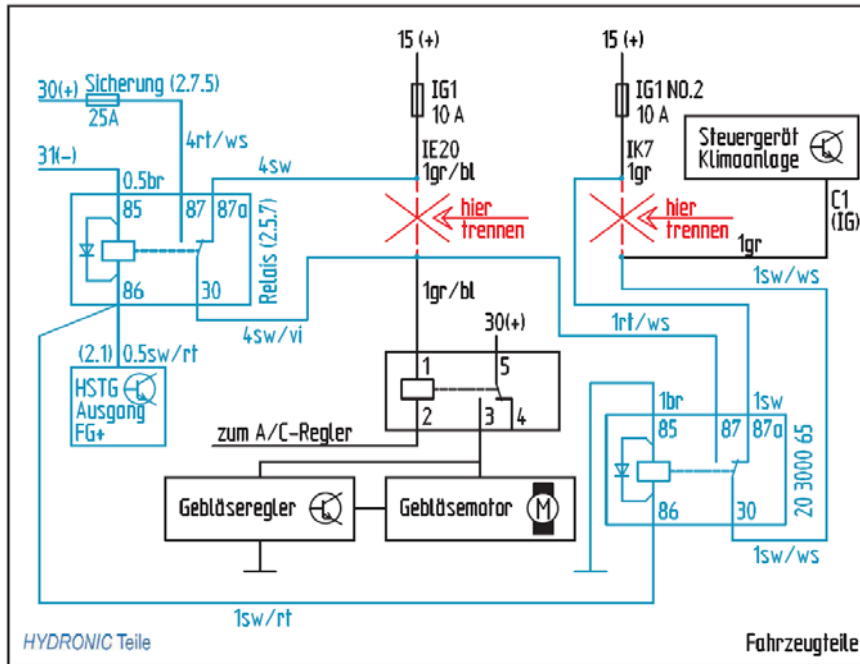 15 (+)
15 (+)
30(+)
Sicherung (2.7.5)
25A
IG1
10 A
IG1 NO.2
10 A
Steuergerät
Klimaanlage
31(-)
4rt/ws
4sw
IE20
1gr/bl
IK7
1gr
C1
(IG)
0.5br
85
87
87a
hier
trennen
hier
trennen
1gr
Relais (2.5.7)
86
30
4sw/vi
1gr/bl
1rt/ws
1sw/ws
(2.1)
0.5sw/rt
HSTG
Ausgang
FG+
30(+)
1
5
2
3
4
zum A/C-Regler
1br
1sw
85
87
87a
20 3000 65
86
30
1sw/ws
Gebläseregler
Gebläsemotor
M
1sw/rt
HYDRONIC Teile
Fahrzeugteile